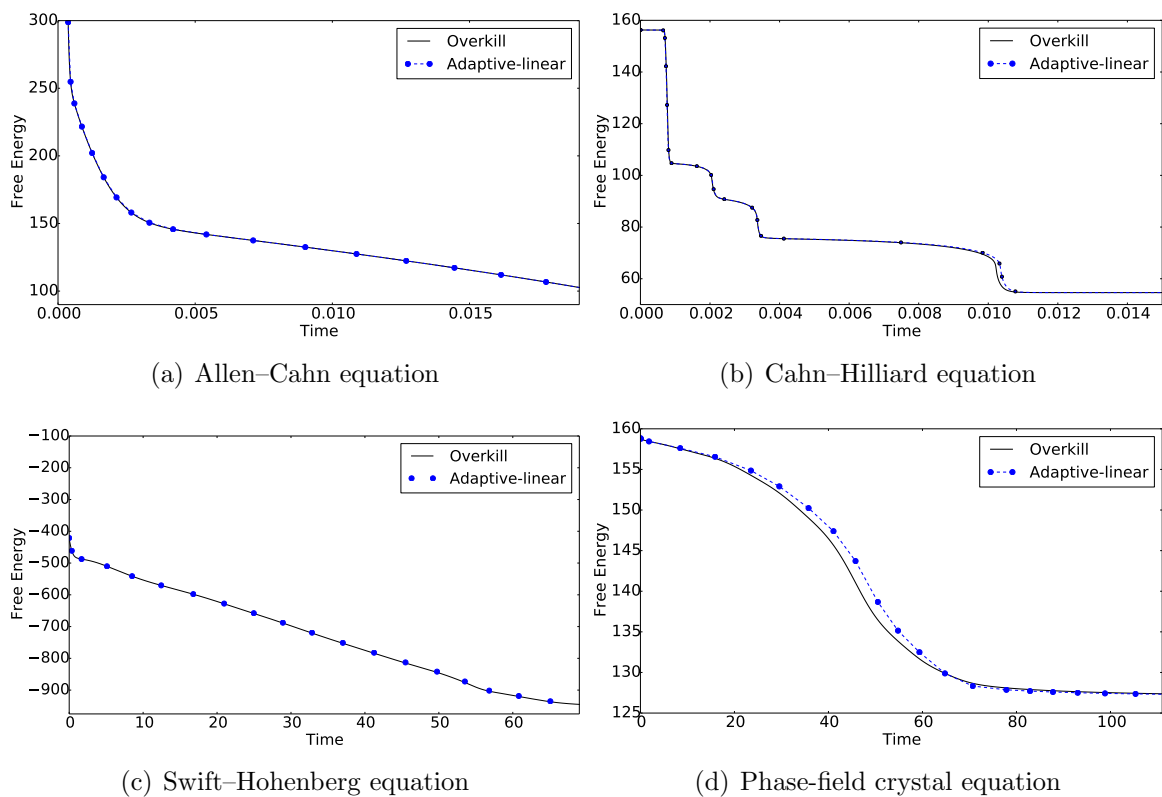 300
250
200
150
100
Free Energy
0.000 0.005 0.010 0.015
Time
Overkill
Adaptive-linear
(a) Allen–Cahn equation
160
140
120
100
80
60
Free Energy
0.000 0.002 0.004 0.006 0.008 0.010 0.012 0.014
Time
Overkill
Adaptive-linear
(b) Cahn–Hilliard equation
−100
−200
−300
−400
−500
−600
−700
−800
−900
Free Energy
0 10 20 30 40 50 60
Time
Overkill
Adaptive-linear
(c) Swift–Hohenberg equation
160
155
150
145
140
135
130
125
Free Energy
0 20 40 60 80 100
Time
Overkill
Adaptive-linear
(d) Phase-field crystal equation